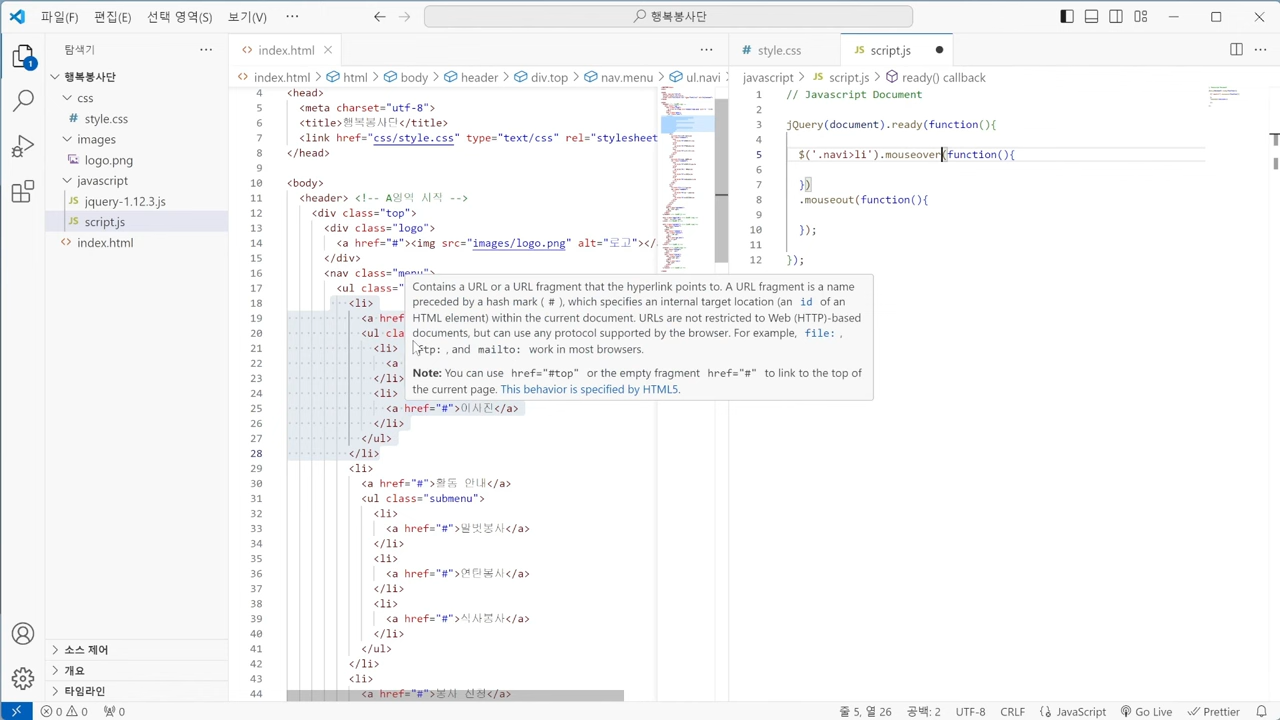 파일(F) 편집(E) 선택 영역(S) 보기(V) ··· 행복봉사단
탐색기 ···
행복봉사단
css
style.css
images
logo.png
javascript
jquery-1.12.3.js
script.js
index.html
소스 제어
개요
타임라인
index.html
index.html > html > body > header > div.top > nav.menu > ul.navi
4 <head>
5 <meta charset="utf-8">
6 <title>행복봉사단</title>
7 <link href="css/style.css" type="text/css" rel="stylesheet
8 </head>
9
10 <body>
11 <header>
12 <div class="top">
13
14 <a href="#"><img src="images/logo.png" alt="로고"></
15 </div>
16 <nav class="menu">
17 <ul class="
18 <li>
19 <a href
20 <ul cla
21 <li>
22 <a
23 </li>
24 <li>
25 <a href="#">이사진</a>
26 </li>
27 </ul>
28 </li>
29 <li>
30 <a href="#">활동 안내</a>
31 <ul class="submenu">
32 <li>
33 <a href="#">말벗봉사</a>
34 </li>
35 <li>
36 <a href="#">연탄봉사</a>
37 </li>
38 <li>
39 <a href="#">식사봉사</a>
40 </li>
41 </ul>
42 </li>
43 <li>
44 <a href="#">봉사 신청</a>
Contains a URL or a URL fragment that the hyperlink points to. A URL fragment is a name
preceded by a hash mark ( # ), which specifies an internal target location (an id of an
HTML element) within the current document. URLs are not restricted to Web (HTTP)-based
documents, but can use any protocol supported by the browser. For example, file: ,
ftp: , and mailto: work in most browsers.
Note: You can use href="#top" or the empty fragment href="#" to link to the top of
the current page. This behavior is specified by HTML5.
style.css script.js
javascript > script.js > ready() callback
1 // Javascript Document
2
3 jQuery(document).ready(function(){
4
5 $('.navi>li').mouseover(function(){
6
7 })
8 .mouseout(function(){
9
10 });
11
12 });
0 0 0 줄 5, 열 26 공백: 2 UTF-8 CRLF JavaScript Go Live Prettier